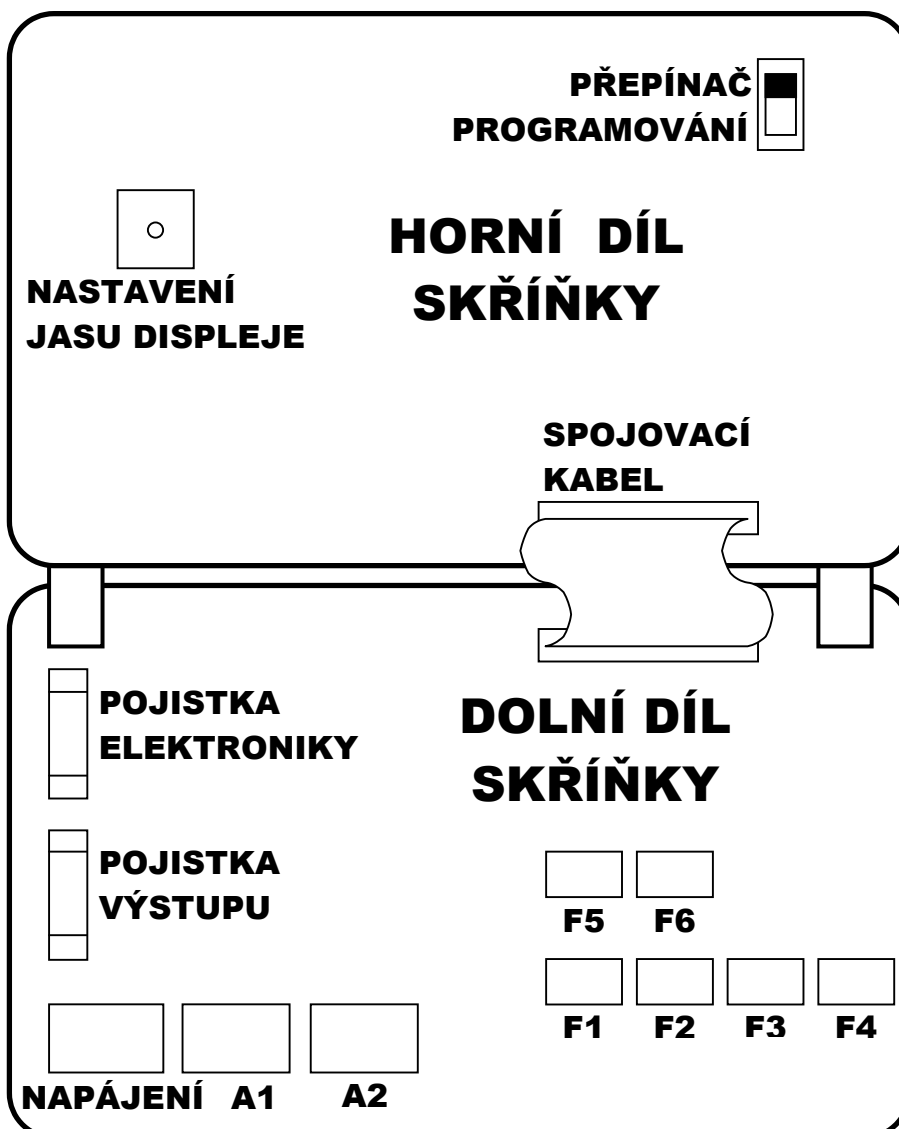 PŘEPÍNAČ
PROGRAMOVÁNÍ
HORNÍ DÍL
SKŘÍŇKY
NASTAVENÍ
JASU DISPLEJE
SPOJOVACÍ
KABEL
POJISTKA
ELEKTRONIKY
DOLNÍ DÍL
SKŘÍŇKY
POJISTKA
VÝSTUPU
F5 F6
F1 F2 F3 F4
NAPÁJENÍ A1 A2